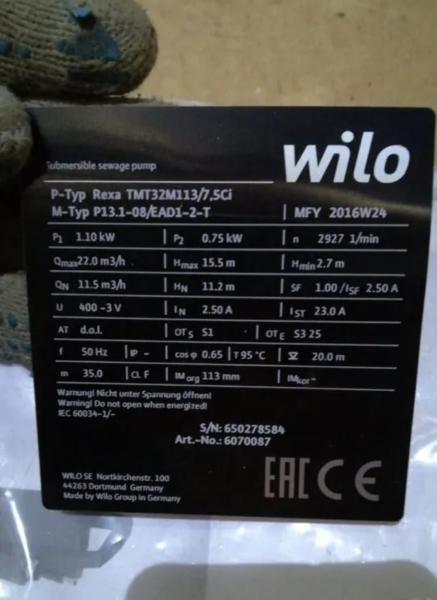 wilo
Submersible sewage pump
P-Typ Rexa TMT32M113/7,5Ci
M-Typ P13.1-08/EAD1-2-T MFY 2016W24
P1 1.10 kW P2 0.75 kW n 2927 1/min
Qmax 22.0 m3/h Hmax 15.5 m Hmin 2.7 m
QN 11.5 m3/h HN 11.2 m SF 1.00 / ISF 2.50 A
U 400 ~3 V IN 2.50 A IST 23.0 A
AT d.o.l. OTS S1 OTE S3 25
f 50 Hz IP - cos φ 0.65 T 95 °C 20.0 m
m 35.0 CL F IMorg 113 mm IMkor -
Warnung! Nicht unter Spannung öffnen!
Warning! Do not open when energized!
IEC 60034-1/-
S/N: 650278584
Art.-No.: 6070087
WILO SE Nortkirchenstr. 100
44263 Dortmund Germany
Made by Wilo Group in Germany
EAC CE